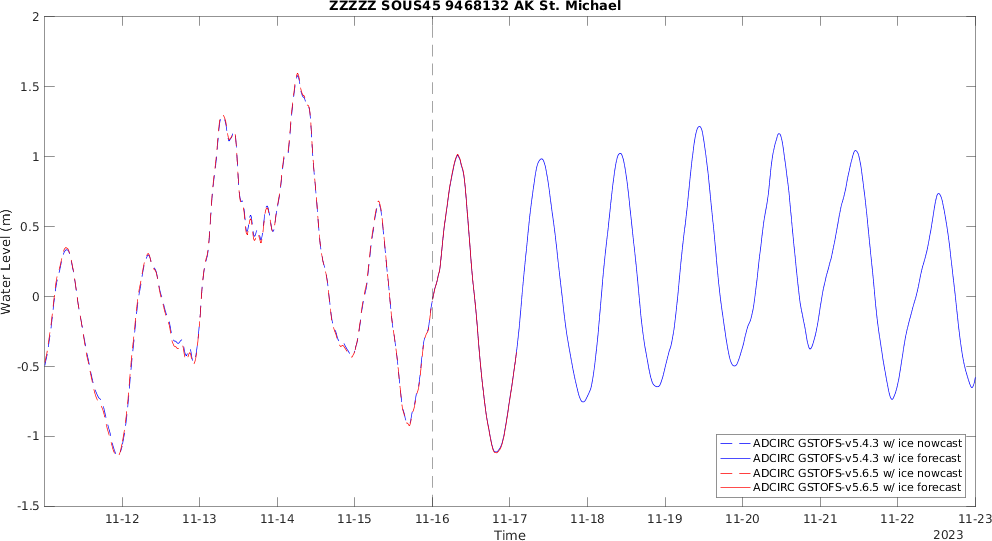 ZZZZZ SOUS45 9468132 AK St. Michael
2
1.5
1
0.5
0
-0.5
-1
-1.5
Water Level (m)
ADCIRC GSTOFS-v5.4.3 w/ ice nowcast
ADCIRC GSTOFS-v5.4.3 w/ ice forecast
ADCIRC GSTOFS-v5.6.5 w/ ice nowcast
ADCIRC GSTOFS-v5.6.5 w/ ice forecast
11-12 11-13 11-14 11-15 11-16 11-17 11-18 11-19 11-20 11-21 11-22 11-23
Time
2023